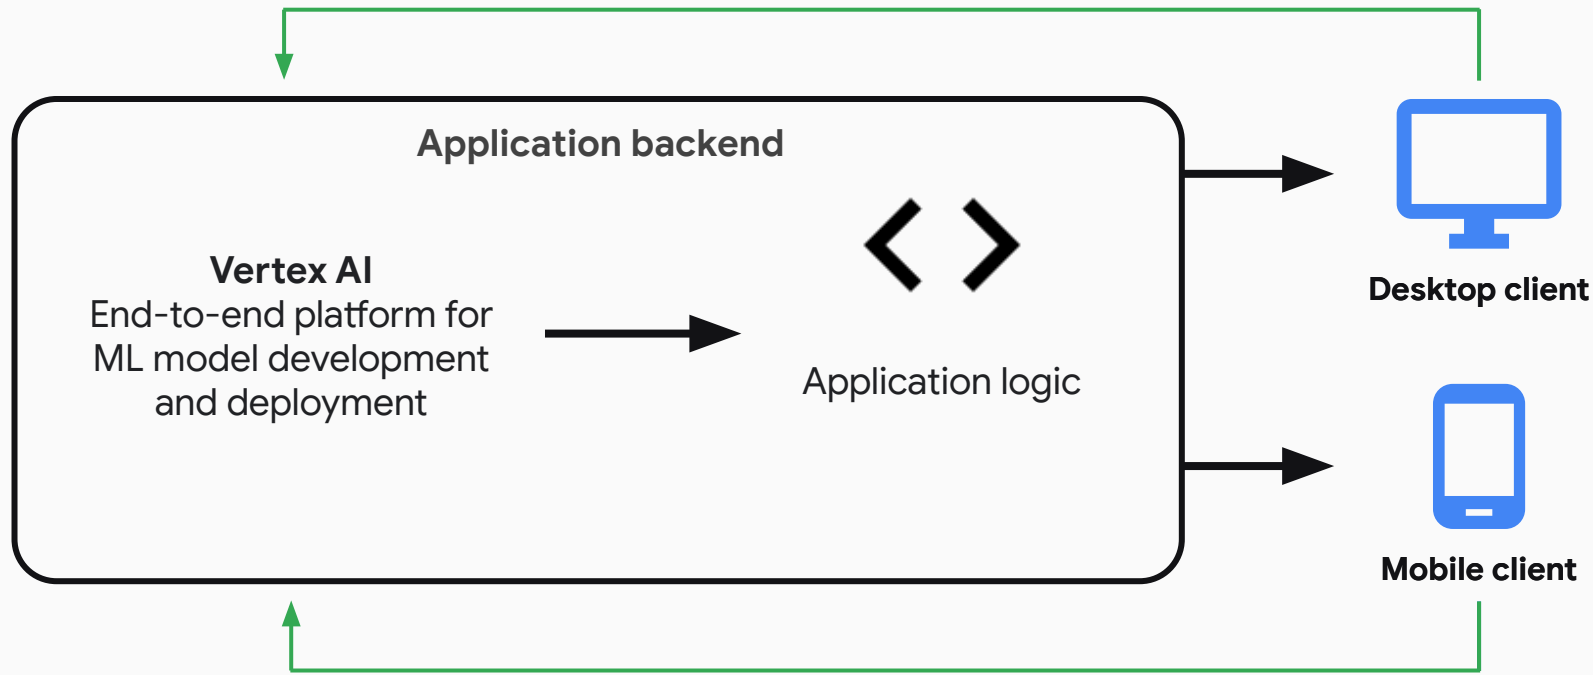 Application backend
Vertex AI
End-to-end platform for
ML model development
and deployment
Application logic
Desktop client
Mobile client